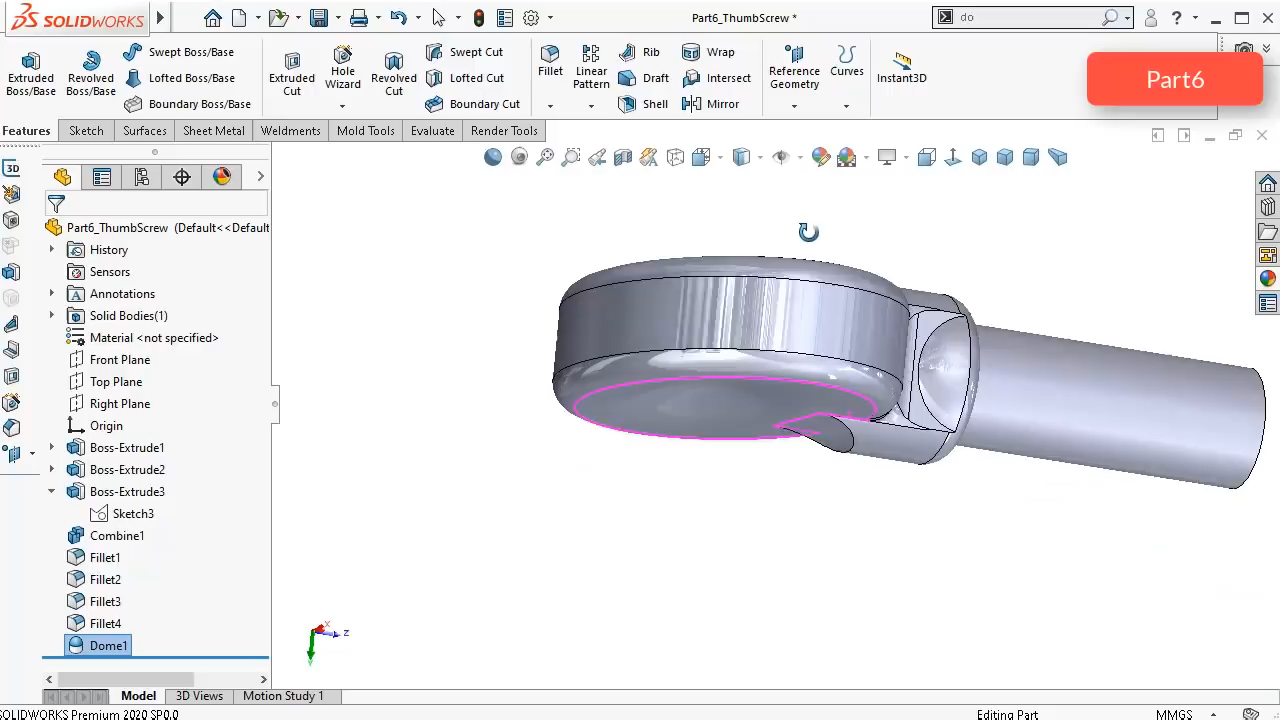 SOLIDWORKS
Part6_ThumbScrew *
do
?
Extruded Boss/Base
Revolved Boss/Base
Swept Boss/Base
Lofted Boss/Base
Boundary Boss/Base
Extruded Cut
Hole Wizard
Revolved Cut
Swept Cut
Lofted Cut
Boundary Cut
Fillet
Linear Pattern
Rib
Draft
Shell
Wrap
Intersect
Mirror
Reference Geometry
Curves
Instant3D
Part6
Features
Sketch
Surfaces
Sheet Metal
Weldments
Mold Tools
Evaluate
Render Tools
3D
Part6_ThumbScrew (Default<<Default
History
Sensors
Annotations
Solid Bodies(1)
Material <not specified>
Front Plane
Top Plane
Right Plane
Origin
Boss-Extrude1
Boss-Extrude2
Boss-Extrude3
Sketch3
Combine1
Fillet1
Fillet2
Fillet3
Fillet4
Dome1
x
z
Y
Model
3D Views
Motion Study 1
SOLIDWORKS Premium 2020 SP0.0
Editing Part
MMGS